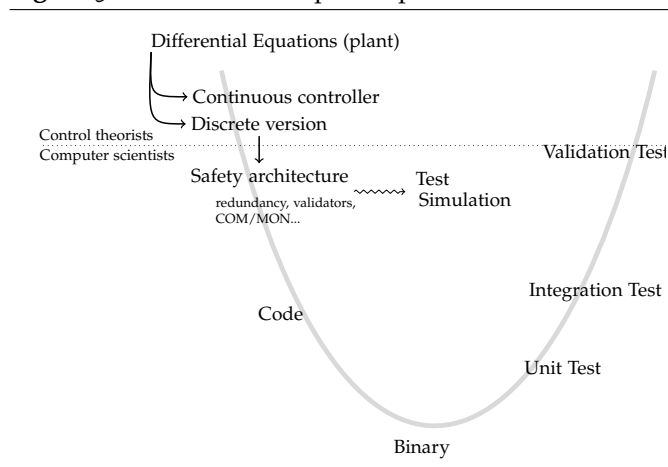 Differential Equations (plant)
Continuous controller
Discrete version
Control theorists
Computer scientists
Validation Test
Safety architecture
redundancy, validators,
COM/MON...
Test
Simulation
Integration Test
Code
Unit Test
Binary